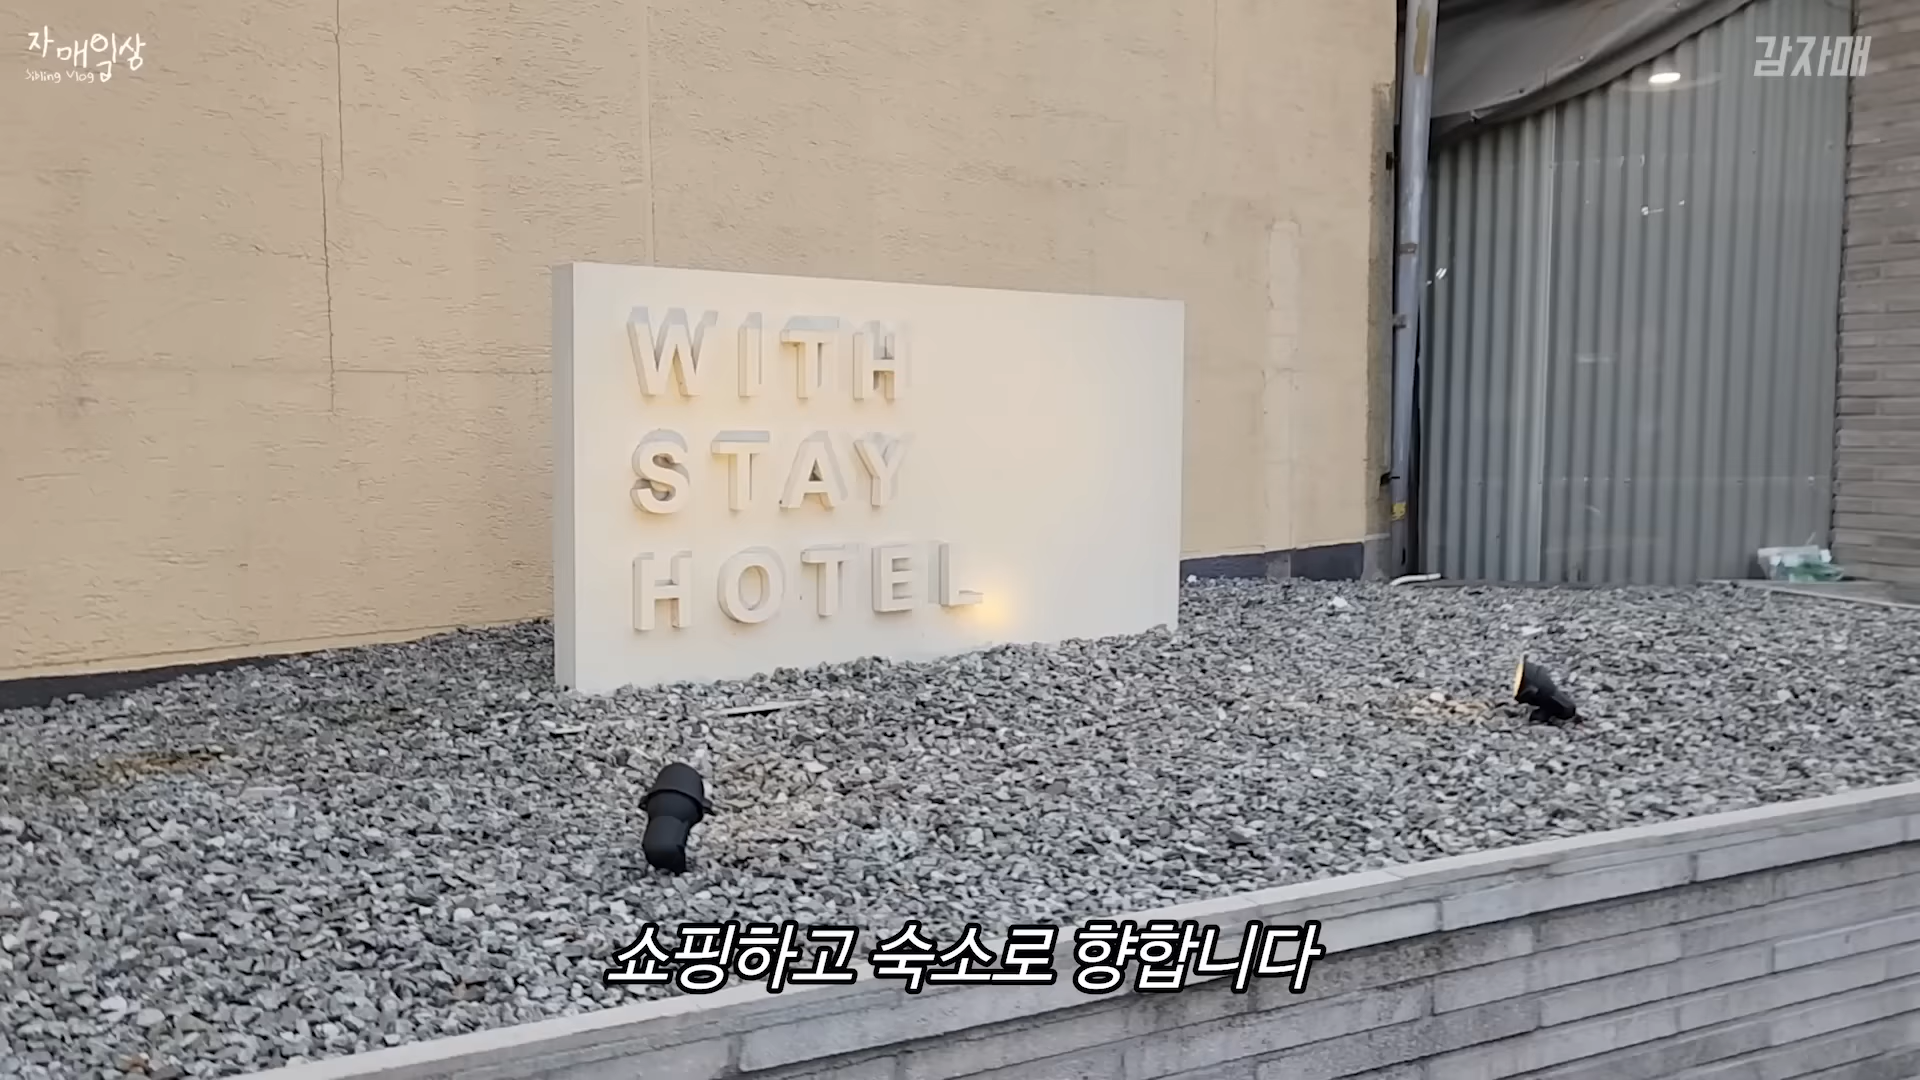 자매일상
Sibling Vlog
감자매
WITH
STAY
HOTEL
쇼핑하고 숙소로 향합니다